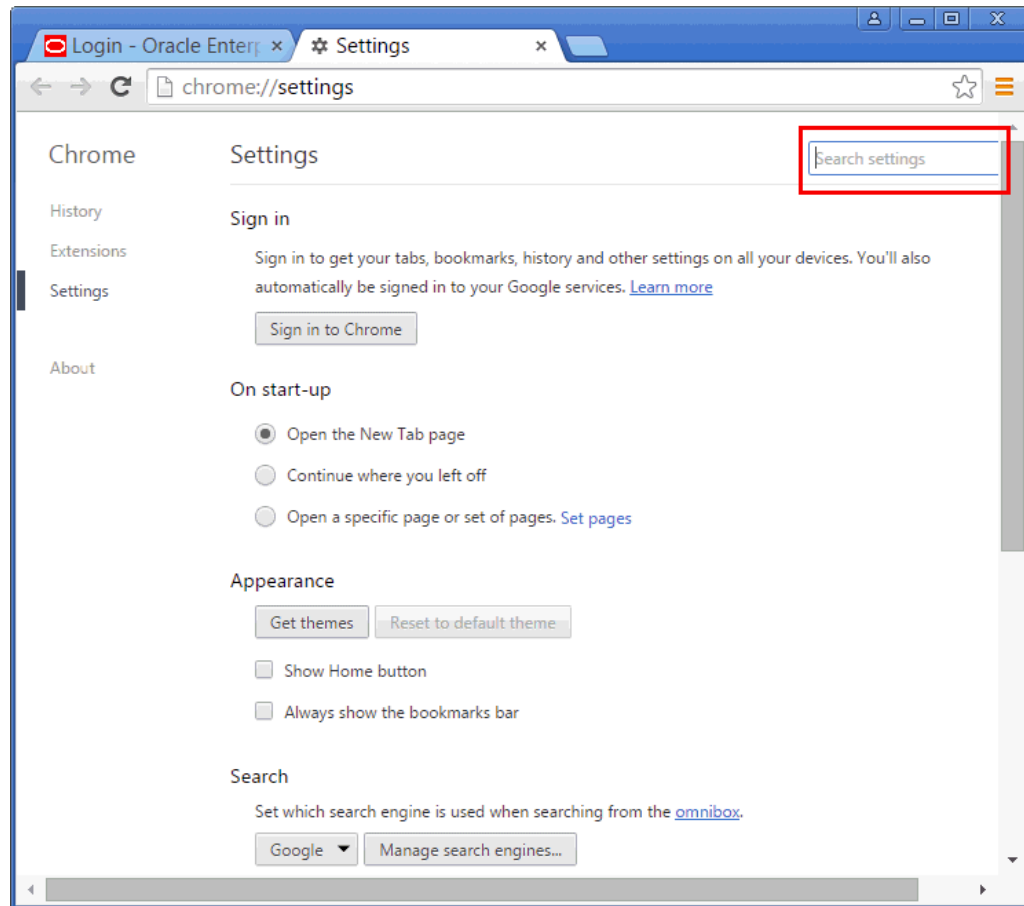 Login - Oracle Enterp
Settings
chrome://settings
Chrome
Settings
Search settings
History
Extensions
Settings
About
Sign in
Sign in to get your tabs, bookmarks, history and other settings on all your devices. You'll also
automatically be signed in to your Google services. Learn more
Sign in to Chrome
On start-up
Open the New Tab page
Continue where you left off
Open a specific page or set of pages. Set pages
Appearance
Get themes
Reset to default theme
Show Home button
Always show the bookmarks bar
Search
Set which search engine is used when searching from the omnibox.
Google
Manage search engines...